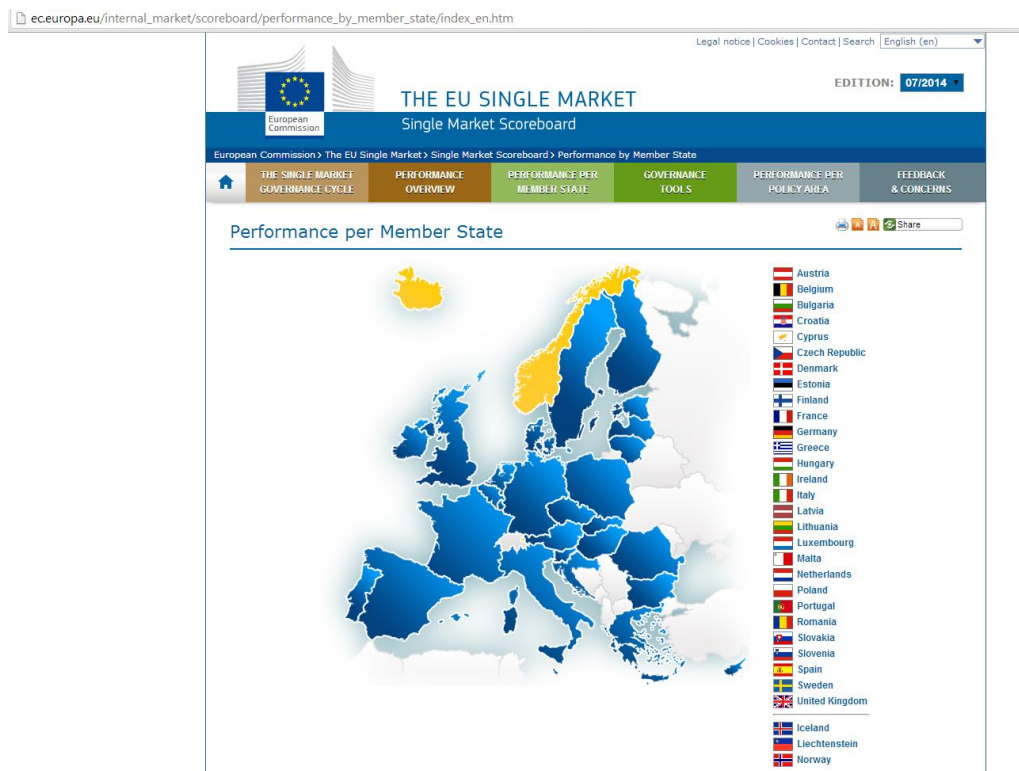 ec.europa.eu/internal_market/scoreboard/performance_by_member_state/index_en.htm
Legal notice | Cookies | Contact | Search English (en)
EDITION: 07/2014
THE EU SINGLE MARKET
European
Commission
Single Market Scoreboard
European Commission > The EU Single Market > Single Market Scoreboard > Performance by Member State
THE SINGLE MARKET
GOVERNANCE CYCLE
PERFORMANCE
OVERVIEW
PERFORMANCE PER
MEMBER STATE
GOVERNANCE
TOOLS
PERFORMANCE PER
POLICY AREA
FEEDBACK
& CONCERNS
Performance per Member State
A A Share
Austria
Belgium
Bulgaria
Croatia
Cyprus
Czech Republic
Denmark
Estonia
Finland
France
Germany
Greece
Hungary
Ireland
Italy
Latvia
Lithuania
Luxembourg
Malta
Netherlands
Poland
Portugal
Romania
Slovakia
Slovenia
Spain
Sweden
United Kingdom
Iceland
Liechtenstein
Norway